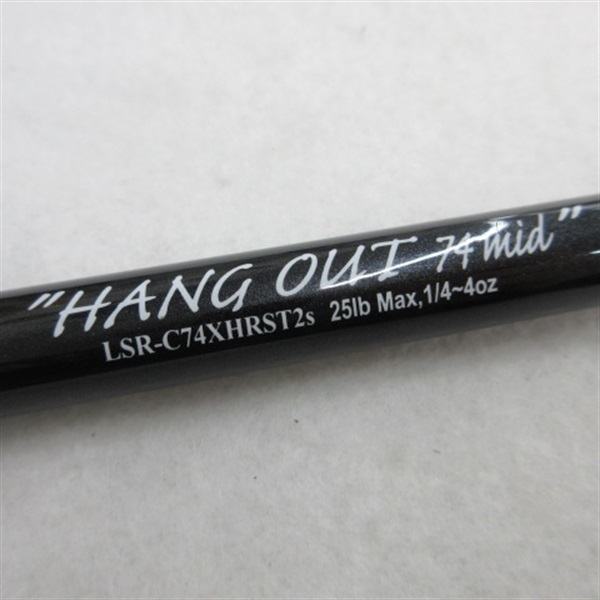 "HANG OUT 74 mid"
LSR-C74XHRST2s 25lb Max,1/4~4oz